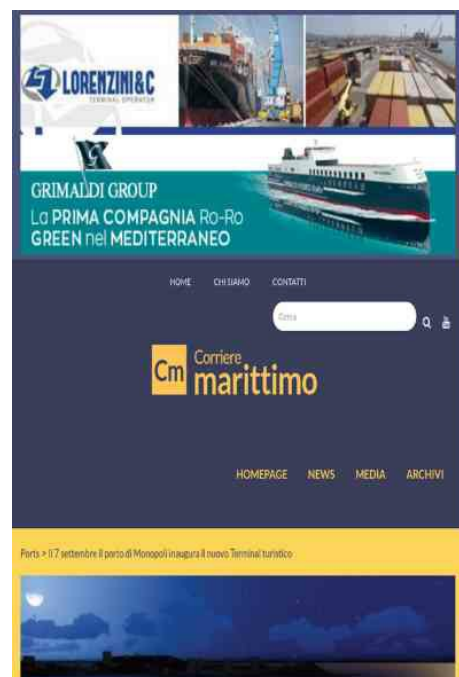 LORENZINI&C
TERMINAL OPERATOR
GRIMALDI GROUP
La PRIMA COMPAGNIA Ro-Ro
GREEN nel MEDITERRANEO
HOME CHI SIAMO CONTATTI
Cerca
Cm Corriere
marittimo
HOMEPAGE NEWS MEDIA ARCHIVI
Ports > Il 7 settembre il porto di Monopoli inaugura il nuovo Terminal turistico